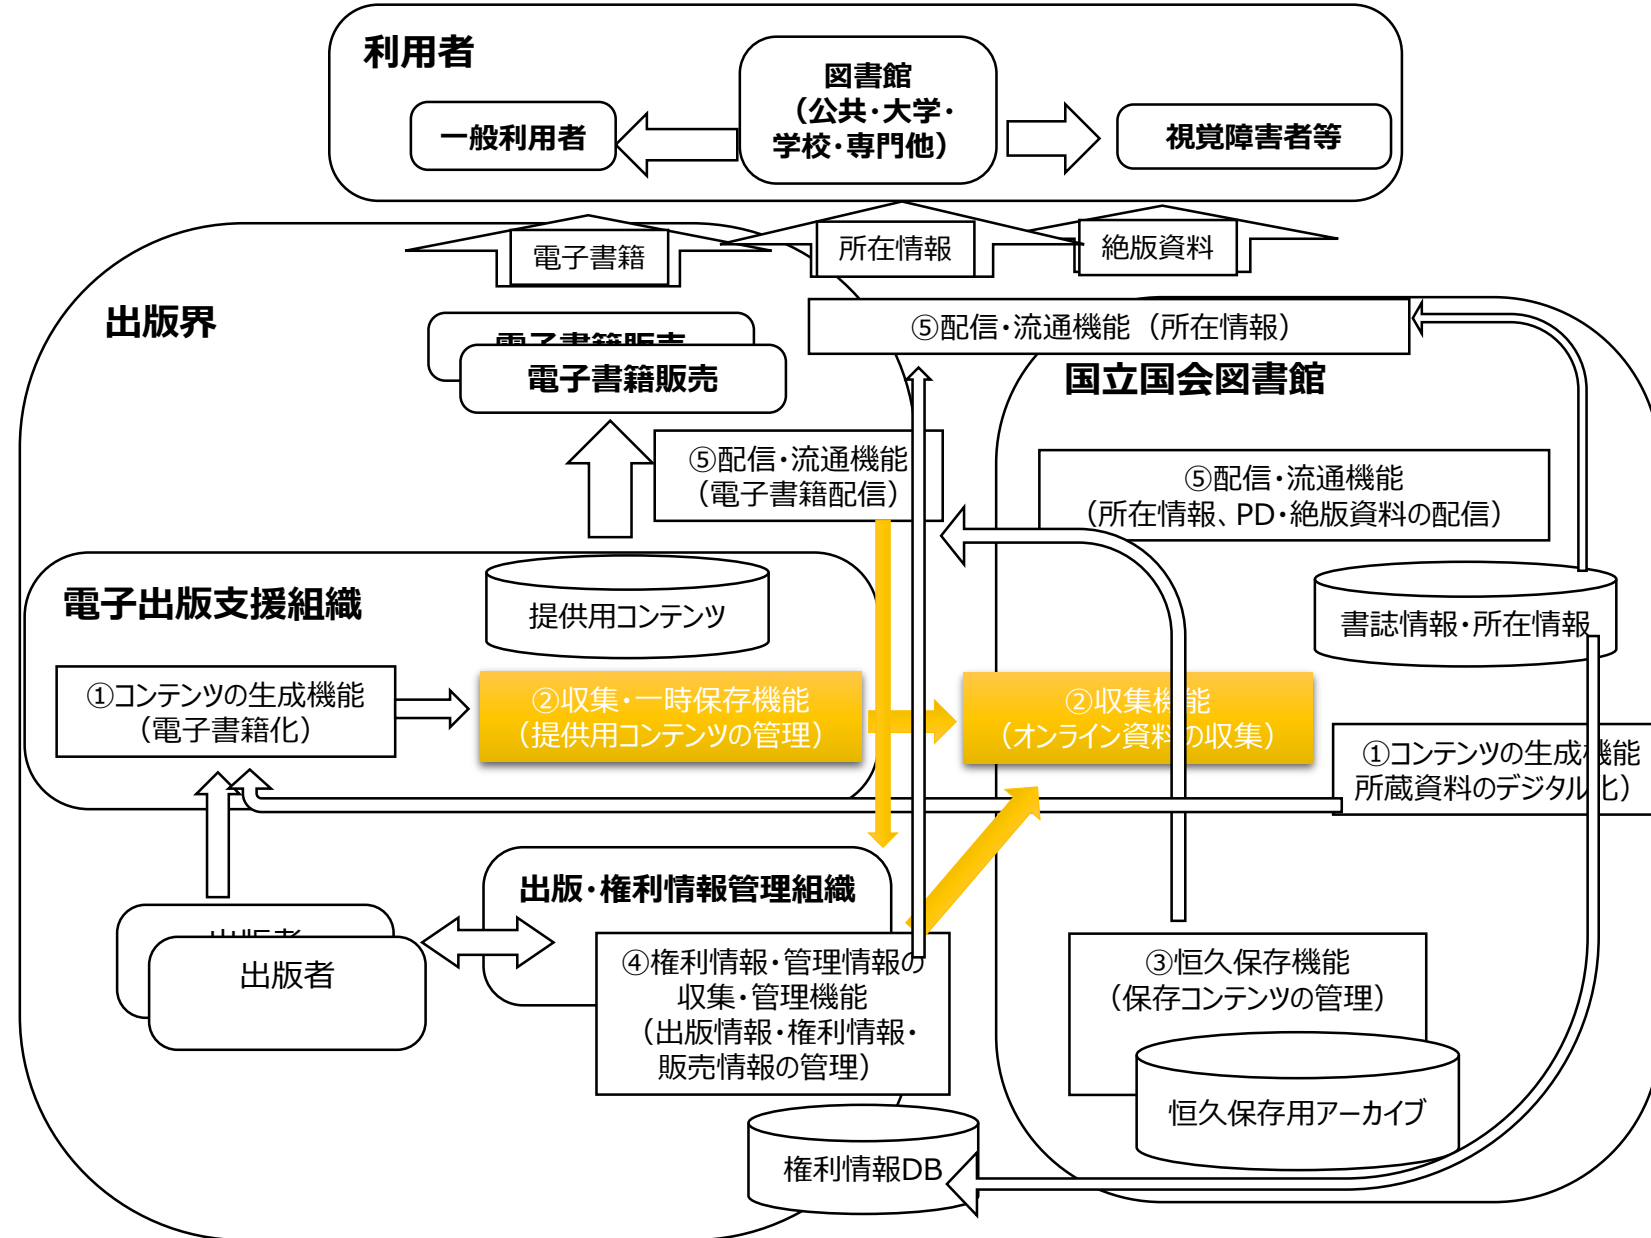 利用者
図書館
（公共・大学・
学校・専門他）
一般利用者
視覚障害者等
電子書籍
所在情報
絶版資料
出版界
⑤配信・流通機能（所在情報）
電子書籍販売
電子書籍販売
国立国会図書館
⑤配信・流通機能
（電子書籍配信）
⑤配信・流通機能
（所在情報、PD・絶版資料の配信）
電子出版支援組織
提供用コンテンツ
書誌情報・所在情報
①コンテンツの生成機能
（電子書籍化）
②収集・一時保存機能
（提供用コンテンツの管理）
②収集機能
（オンライン資料の収集）
①コンテンツの生成機能
所蔵資料のデジタル化）
出版・権利情報管理組織
出版者
出版者
④権利情報・管理情報の
収集・管理機能
（出版情報・権利情報・
販売情報の管理）
③恒久保存機能
（保存コンテンツの管理）
恒久保存用アーカイブ
権利情報DB